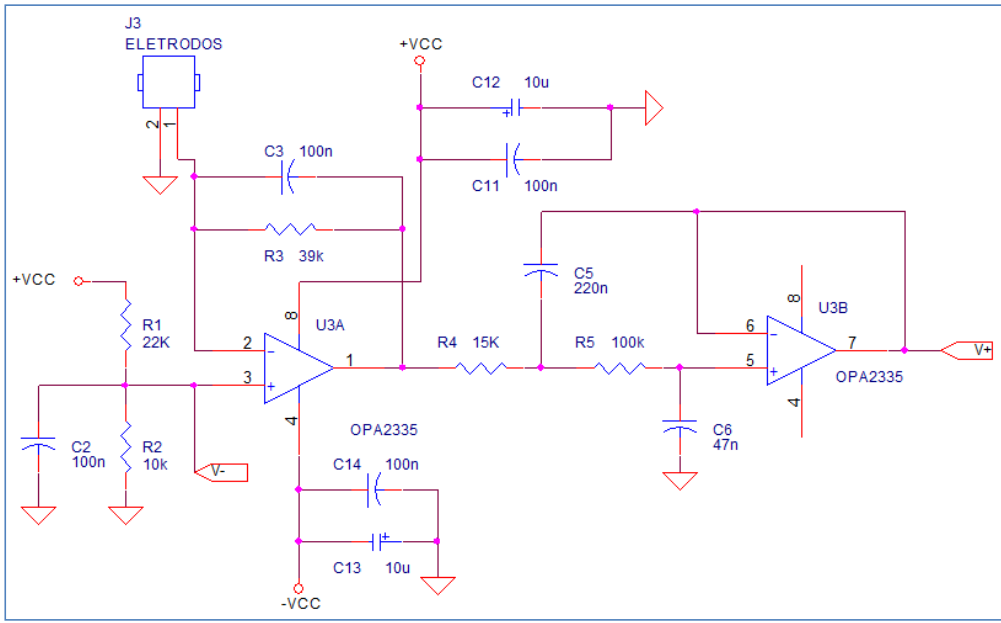 J3
ELETRODOS
2
1
+VCC
C12 10u
C11 100n
C3 100n
R3 39k
+VCC
R1
22K
C2
100n
R2
10k
V-
8
U3A
2
3
1
4
-
+
OPA2335
C14 100n
C13 10u
+
+
-VCC
R4 15K
C5
220n
R5 100k
C6
47n
8
U3B
6
5
7
4
-
+
OPA2335
V+